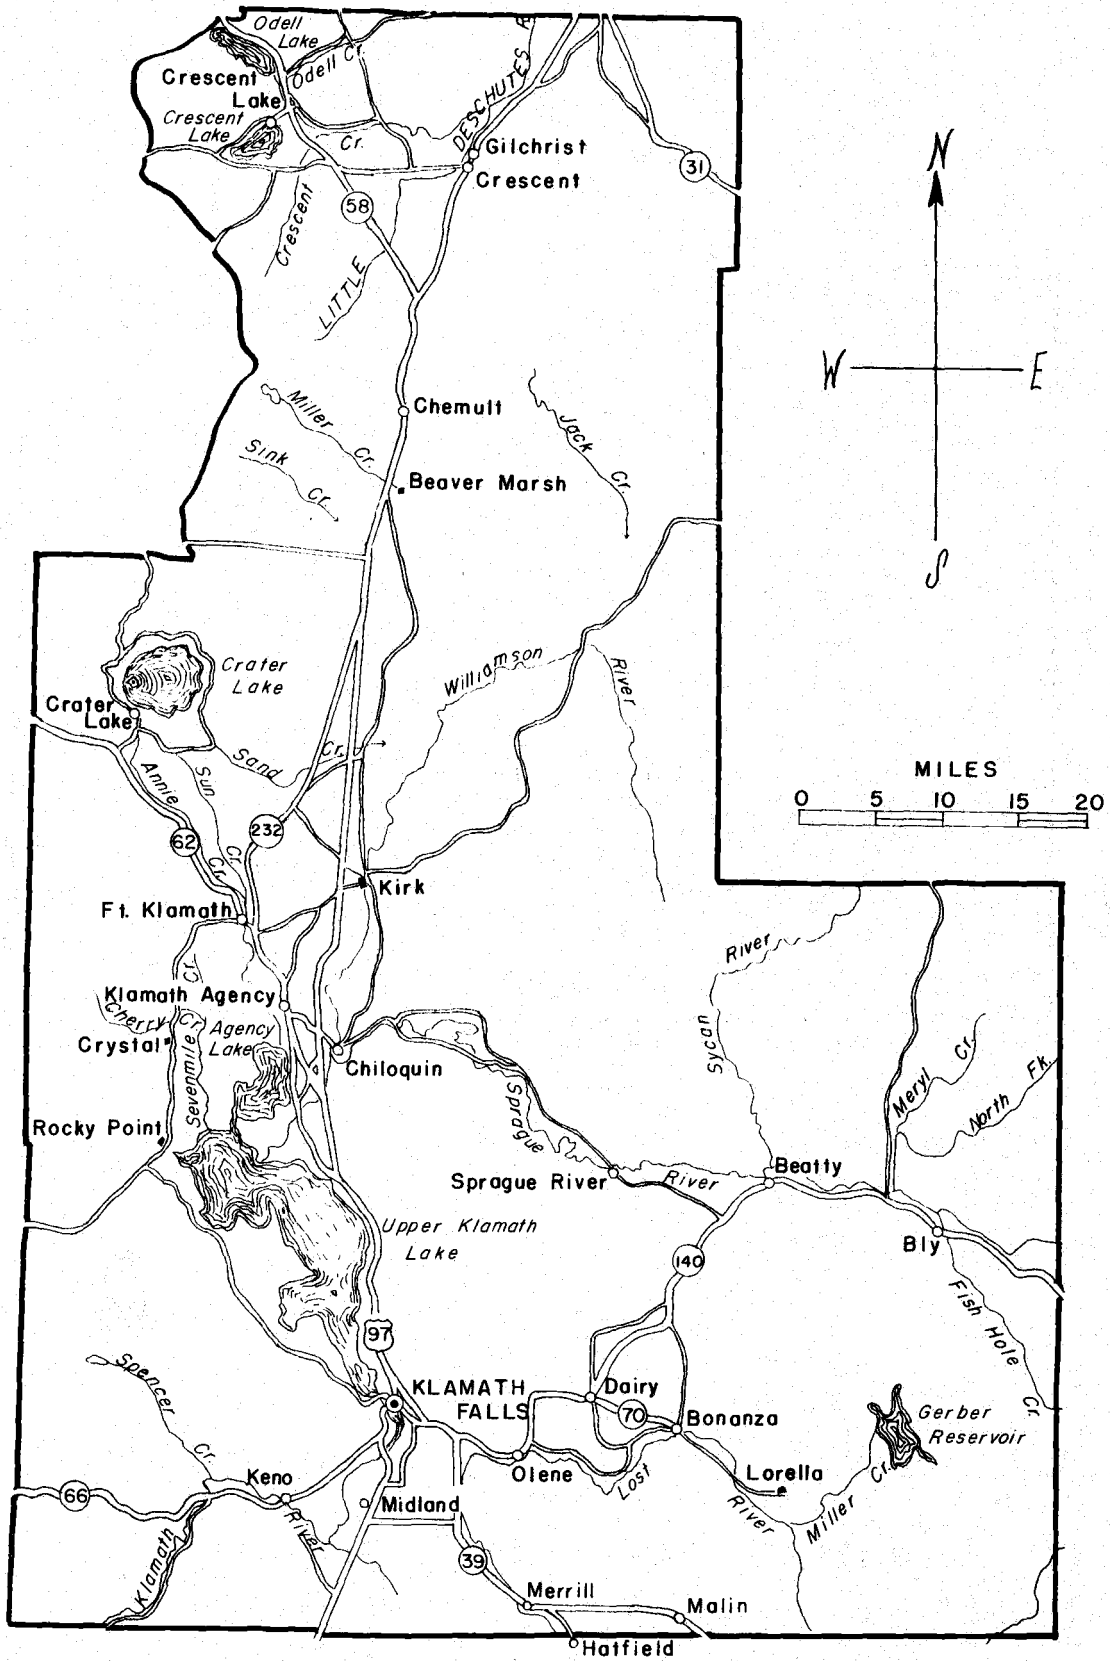 Odell
Lake
Odell Cr.
DESCHUTES R
Crescent
Lake
Crescent
Lake
Cr.
Gilchrist
Crescent
31
N
58
Crescent
LITTLE
W
E
Chemult
Miller
Cr.
Jack
Cr.
Sink
Cr.
Beaver Marsh
S
Crater
Lake
Williamson
River
Crater
Lake
Sand
Cr.
Annie
Cr.
Sun
Cr.
MILES
0 5 10 15 20
232
62
Kirk
Ft. Klamath
River
Sycan
Cr.
Klamath Agency
Cherry
Cr.
Agency
Lake
Crystal
Sevenmile
Chiloquin
Meryl
Cr.
North
Fk.
Rocky Point
Sprague
River
Sprague River
Beatty
Upper Klamath
Lake
Bly
140
Fish Hole
Cr.
97
Spencer
Cr.
KLAMATH
FALLS
Dairy
70
Bonanza
Gerber
Reservoir
Olene
Lost
River
Lorella
Miller
Cr.
Keno
66
Midland
Klamath
River
39
Merrill
Malin
Hatfield